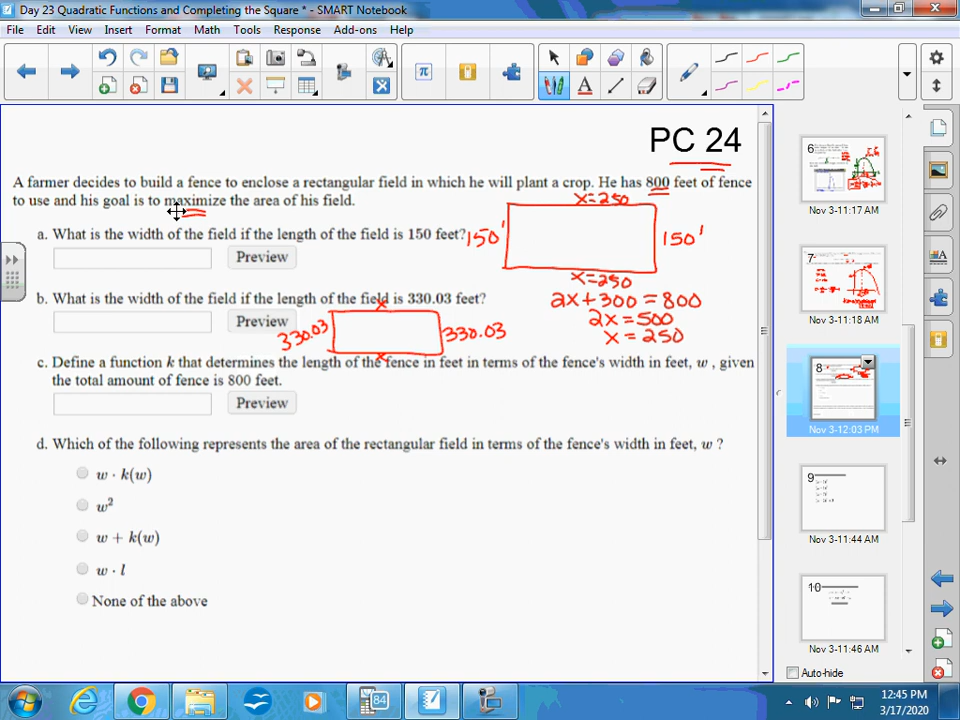 Day 23 Quadratic Functions and Completing the Square * - SMART Notebook
File Edit View Insert Format Math Tools Response Add-ons Help
PC 24
A farmer decides to build a fence to enclose a rectangular field in which he will plant a crop. He has 800 feet of fence
to use and his goal is to maximize the area of his field.
x=250
a. What is the width of the field if the length of the field is 150 feet?
150'
150'
Preview
x=250
b. What is the width of the field if the length of the field is 330.03 feet?
2x+300=800
x
Preview
330.03
330.03
2x=500
x=250
x
c. Define a function k that determines the length of the fence in feet in terms of the fence's width in feet, w , given
the total amount of fence is 800 feet.
Preview
d. Which of the following represents the area of the rectangular field in terms of the fence's width in feet, w ?
w · k(w)
w²
w + k(w)
w · l
None of the above
6
Nov 3-11:17 AM
7
Nov 3-11:18 AM
8
Nov 3-12:03 PM
9
Nov 3-11:44 AM
10
Nov 3-11:46 AM
Auto-hide
84
12:45 PM
3/17/2020